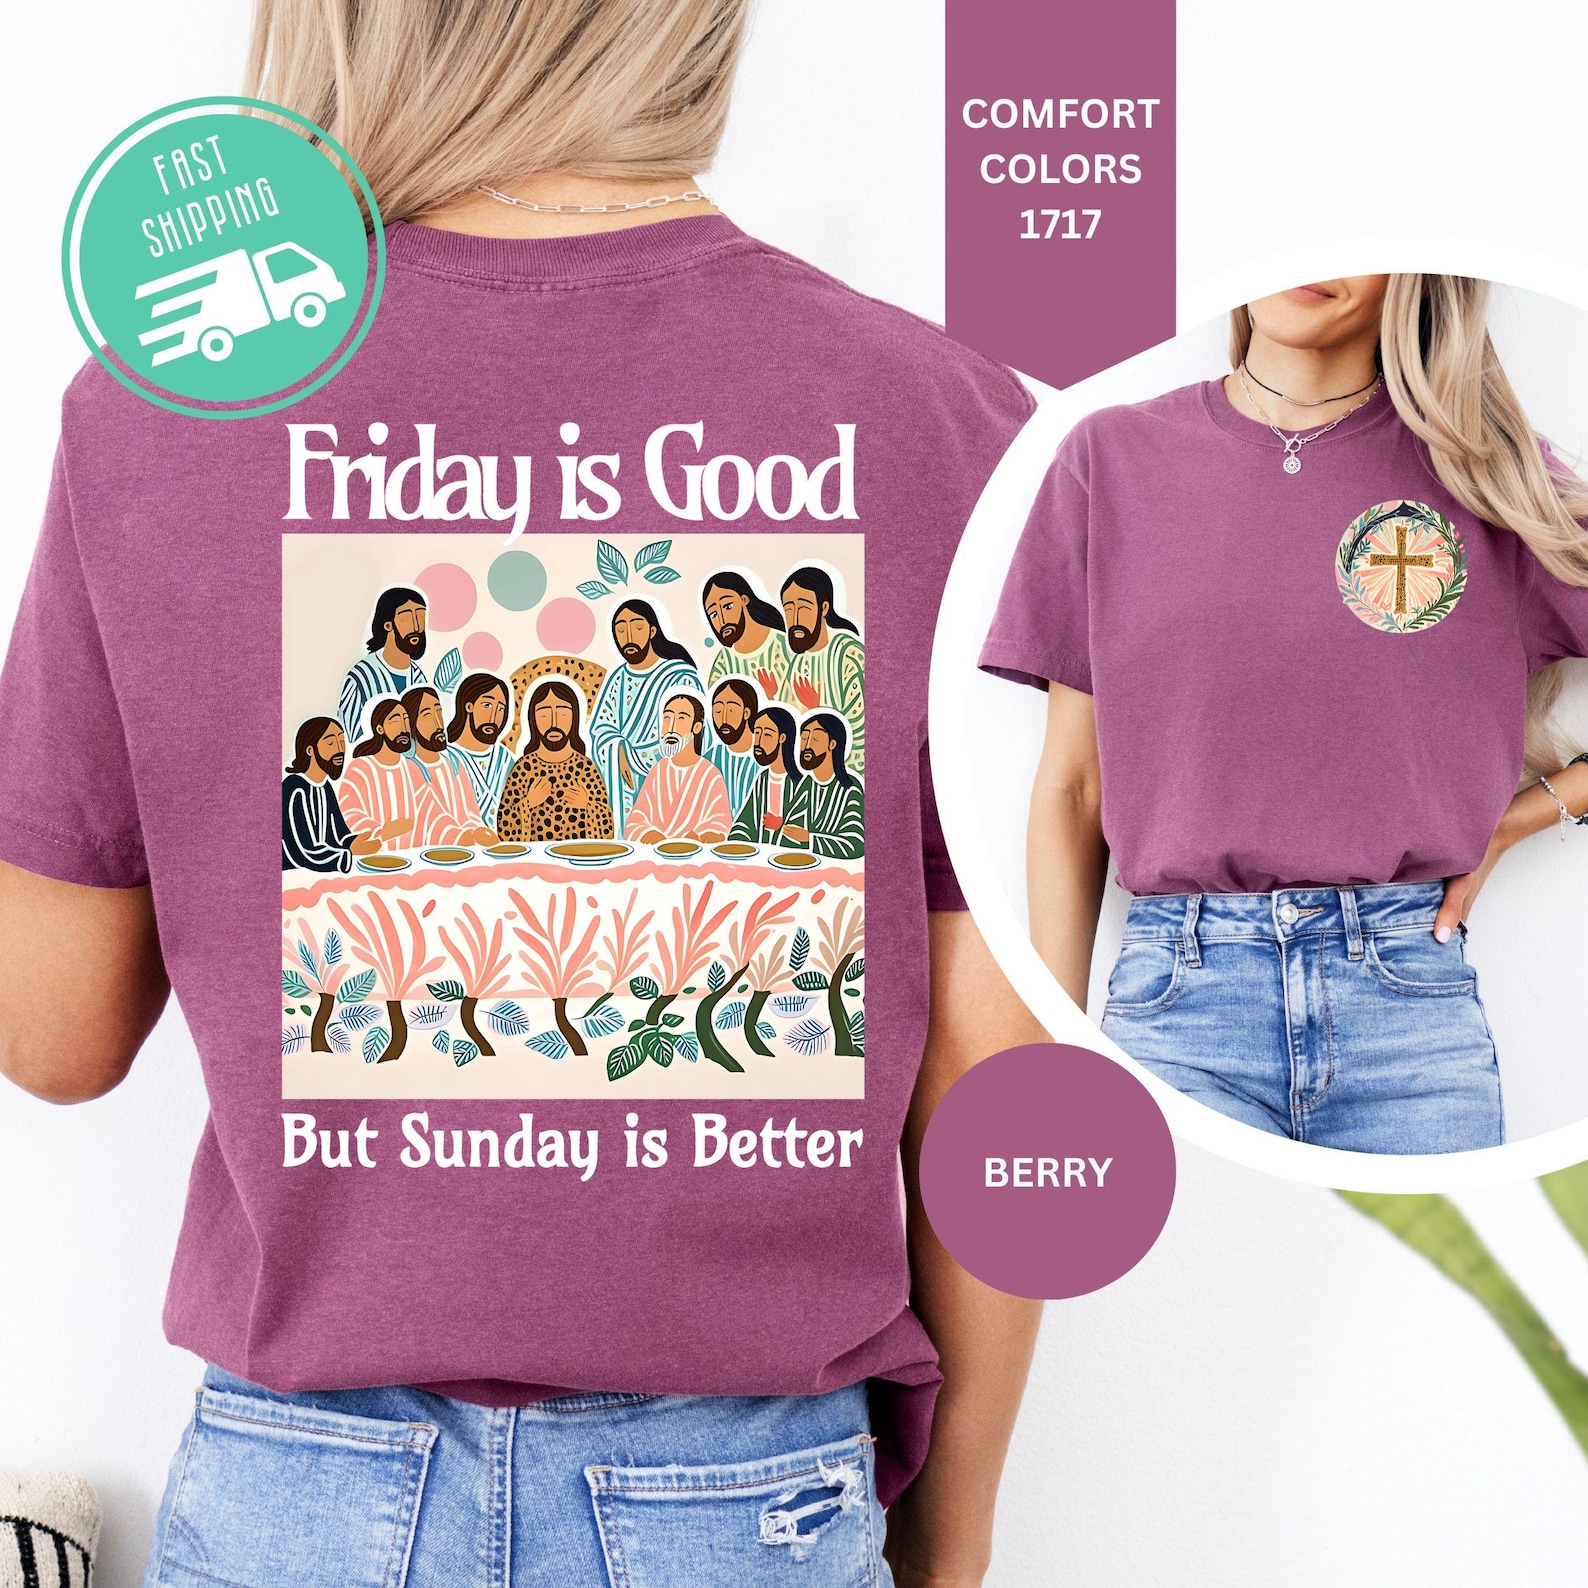 FAST
SHIPPING
COMFORT
COLORS
1717
Friday is Good
But Sunday is Better
BERRY